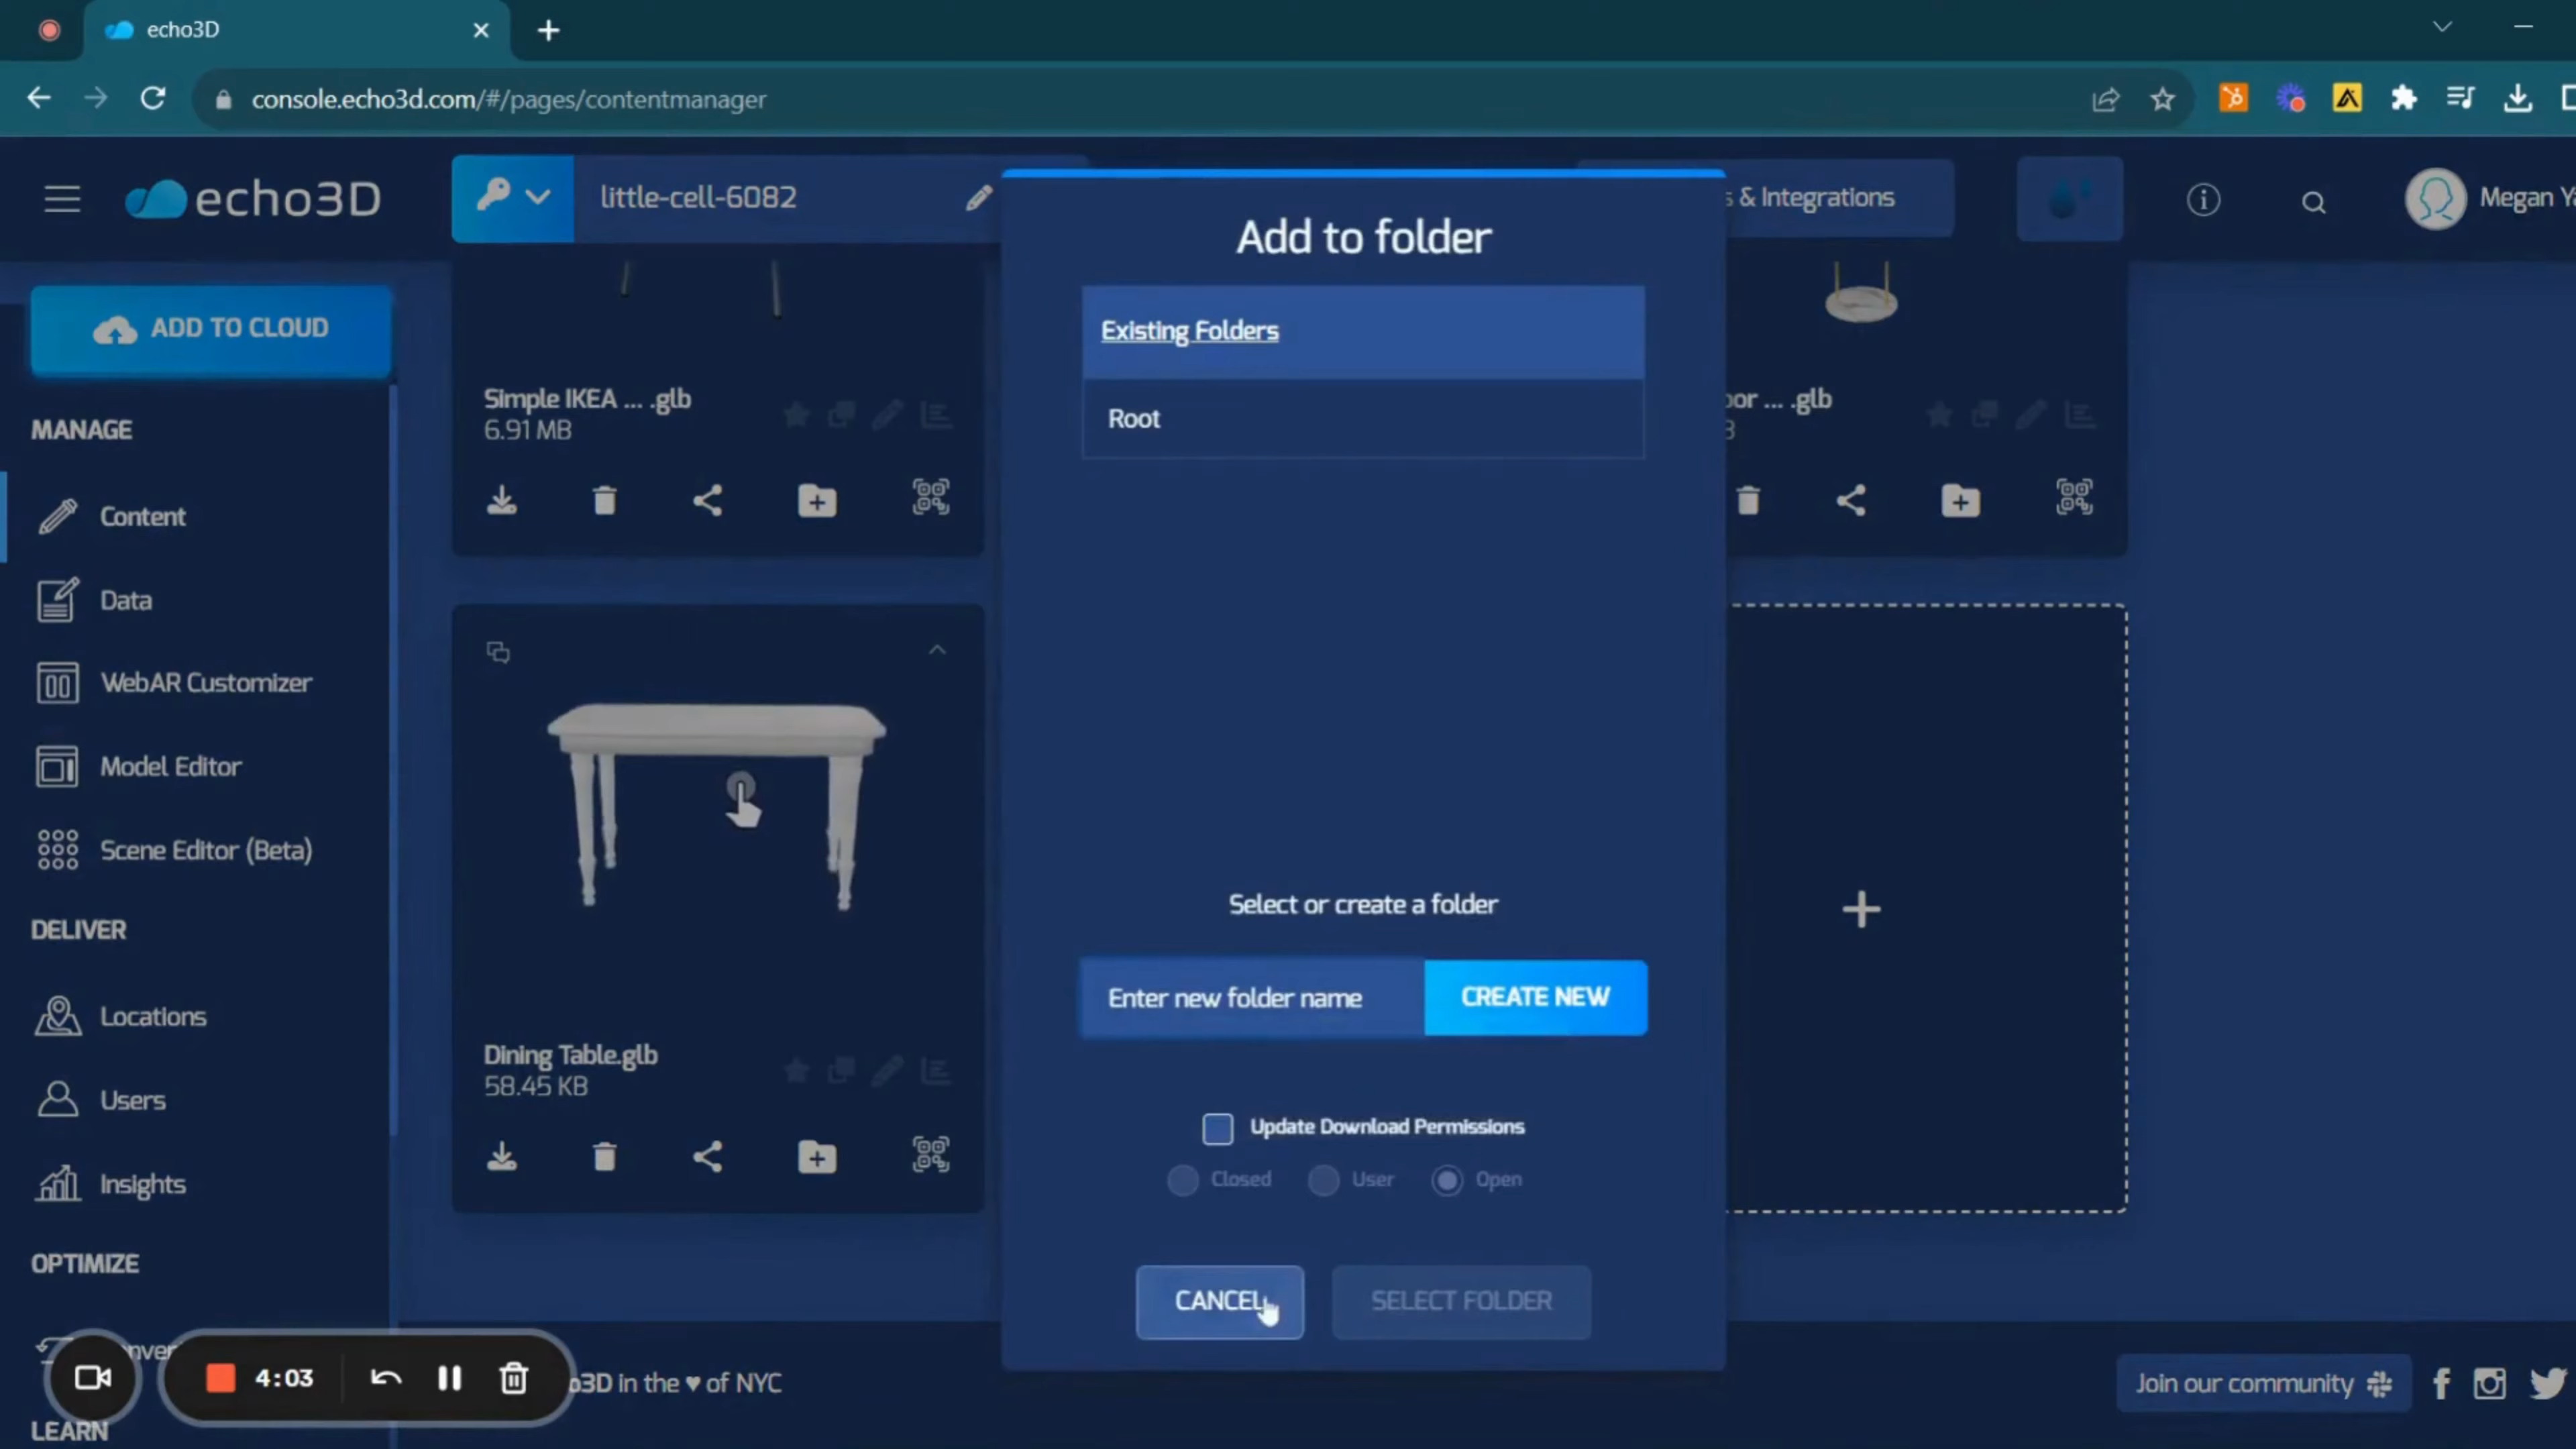 echo3D
console.echo3d.com/#/pages/contentmanager
echo3D
little-cell-6082
& Integrations
Megan
ADD TO CLOUD
MANAGE
Content
Data
WebAR Customizer
Model Editor
Scene Editor (Beta)
DELIVER
Locations
Users
Insights
OPTIMIZE
LEARN
4:03
Simple IKEA ... .glb
6.91 MB
Dining Table.glb
58.45 KB
... .glb
Add to folder
Existing Folders
Root
Select or create a folder
Enter new folder name
CREATE NEW
Update Download Permissions
Closed
User
Open
CANCEL
SELECT FOLDER
in the ♥ of NYC
Join our community